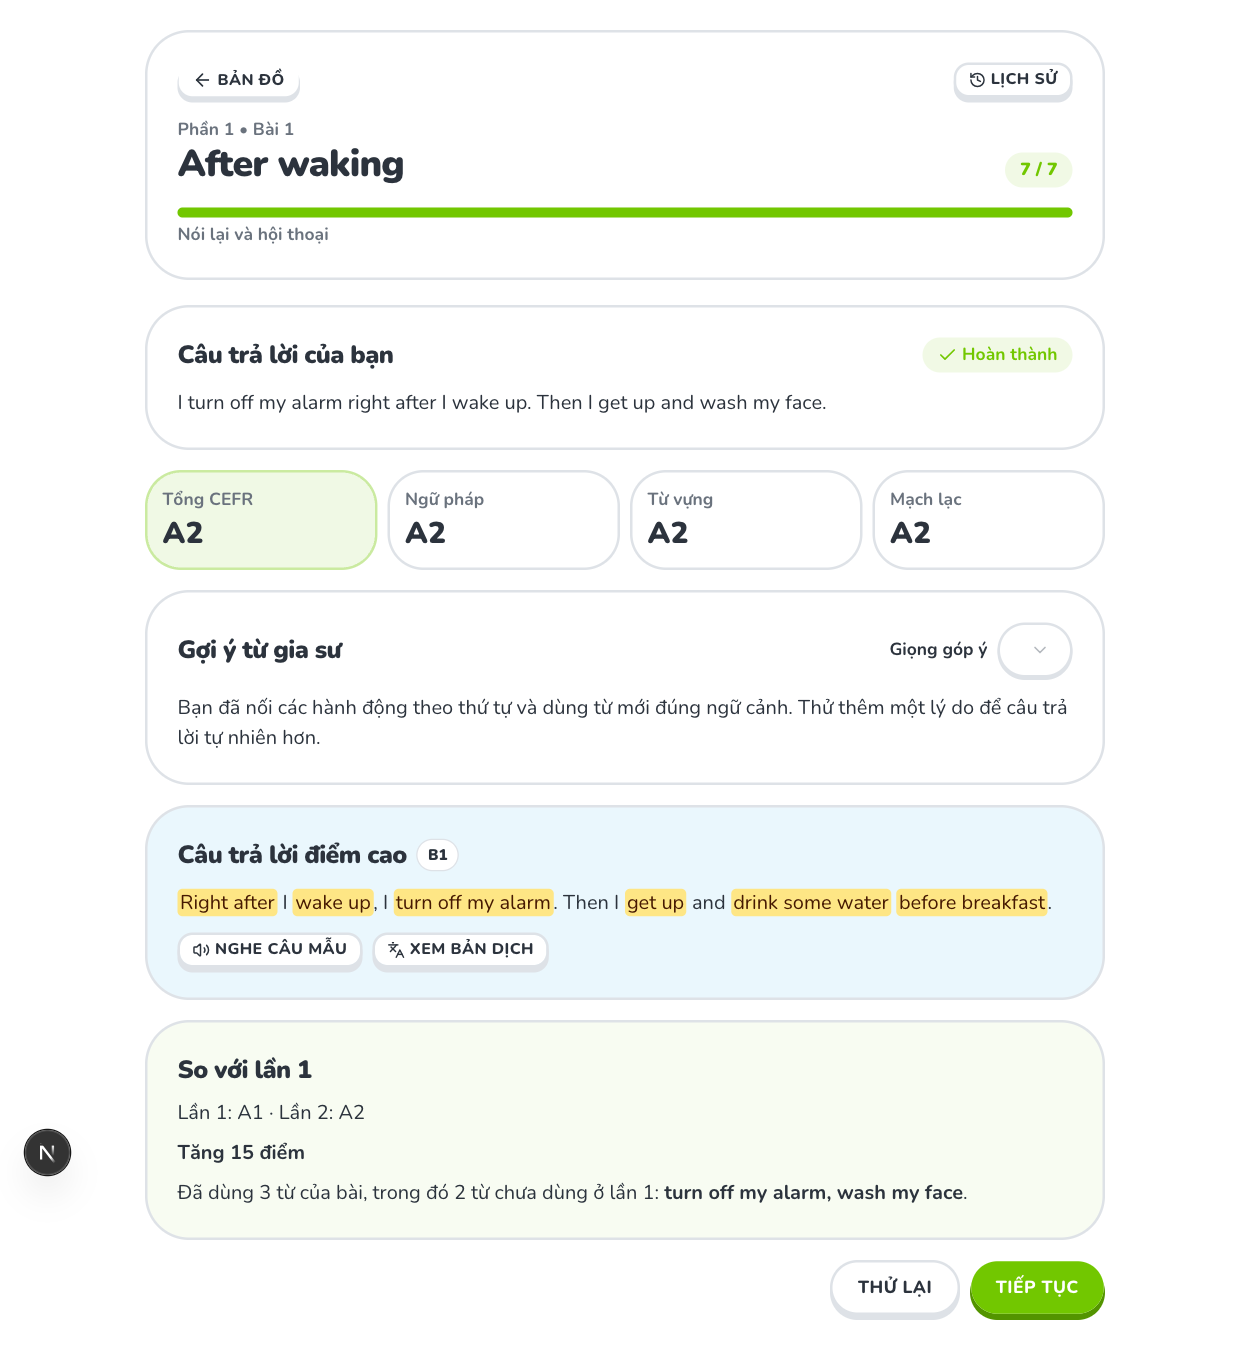 BẢN ĐỒ
LỊCH SỬ
Phần 1 • Bài 1
After waking
7 / 7
Nói lại và hội thoại
Câu trả lời của bạn
Hoàn thành
I turn off my alarm right after I wake up. Then I get up and wash my face.
Tổng CEFR
A2
Ngữ pháp
A2
Từ vựng
A2
Mạch lạc
A2
Gợi ý từ gia sư
Giọng góp ý
Bạn đã nối các hành động theo thứ tự và dùng từ mới đúng ngữ cảnh. Thử thêm một lý do để câu trả
lời tự nhiên hơn.
Câu trả lời điểm cao
B1
Right after I wake up, I turn off my alarm. Then I get up and drink some water before breakfast.
NGHE CÂU MẪU
XEM BẢN DỊCH
So với lần 1
Lần 1: A1 · Lần 2: A2
Tăng 15 điểm
Đã dùng 3 từ của bài, trong đó 2 từ chưa dùng ở lần 1: turn off my alarm, wash my face.
N
THỬ LẠI
TIẾP TỤC